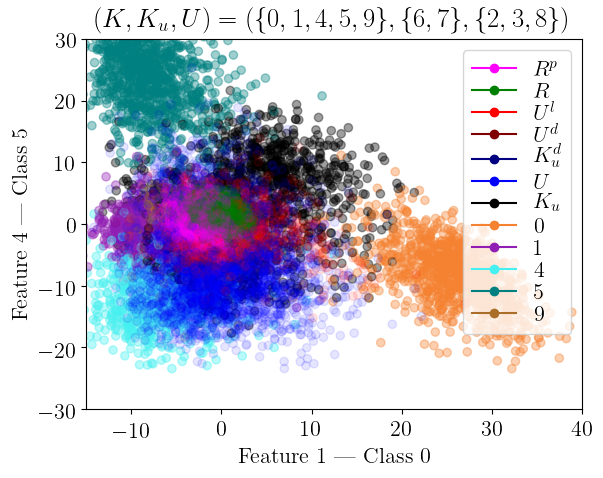 (K, K_u, U) = ({0, 1, 4, 5, 9}, {6, 7}, {2, 3, 8})
30
20
10
0
−10
−20
−30
Feature 4 — Class 5
−10
0
10
20
30
40
Feature 1 — Class 0
R^p
R
U^l
U^d
K_u^d
U
K_u
0
1
4
5
9